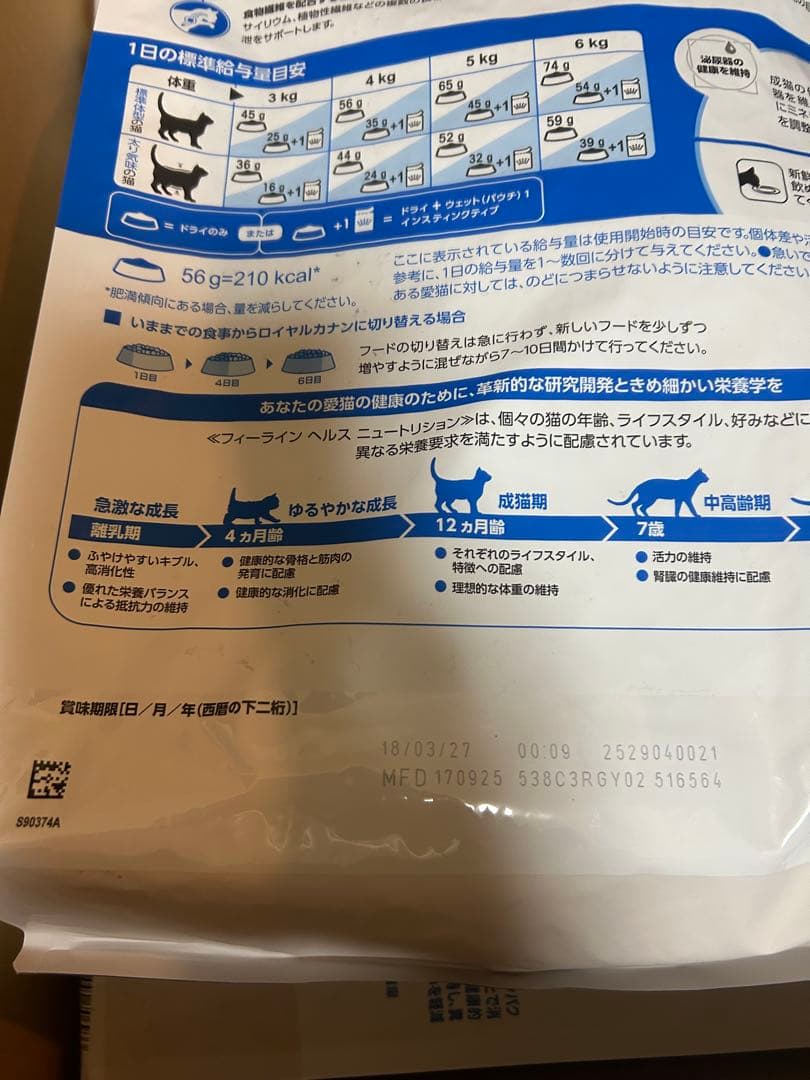 食物繊維を配合
サイリウム、植物性繊維などの
泄をサポートします。
1日の標準給与量目安
体重
3 kg
4 kg
5 kg
6 kg
標準体型の猫
45 g
56 g
65 g
74 g
25 g +1
35 g +1
45 g +1
54 g +1
太り気味の猫
36 g
44 g
52 g
59 g
16 g +1
24 g +1
32 g +1
39 g +1
= ドライのみ
または
+1
=
ドライ + ウェット(パウチ) 1
インスティンクティブ
泌尿器の
健康を維持
成猫の
器を維
にミネ
を調整
新鮮
飲
て
56 g=210 kcal*
*肥満傾向にある場合、量を減らしてください。
ここに表示されている給与量は使用開始時の目安です。個体差や
参考に、1日の給与量を1〜数回に分けて与えてください。●急いで
ある愛猫に対しては、のどにつまらせないように注意してください
■ いままでの食事からロイヤルカナンに切り替える場合
1日目
4日目
6日目
フードの切り替えは急に行わず、新しいフードを少しずつ
増やすように混ぜながら7〜10日間かけて行ってください。
あなたの愛猫の健康のために、革新的な研究開発ときめ細かい栄養学を
≪フィーライン ヘルス ニュートリション≫は、個々の猫の年齢、ライフスタイル、好みなどに
異なる栄養要求を満たすように配慮されています。
急激な成長
ゆるやかな成長
成猫期
中高齢期
離乳期
4ヵ月齢
12ヵ月齢
7歳
● ふやけやすいキブル、
高消化性
● 優れた栄養バランス
による抵抗力の維持
● 健康的な骨格と筋肉の
発育に配慮
● 健康的な消化に配慮
● それぞれのライフスタイル、
特徴への配慮
● 理想的な体重の維持
● 活力の維持
● 腎臓の健康維持に配慮
賞味期限[日/月/年(西暦の下二桁)]
18/03/27 00:09 2529040021
MFD 170925 538C3RGY02 516564
S90374A